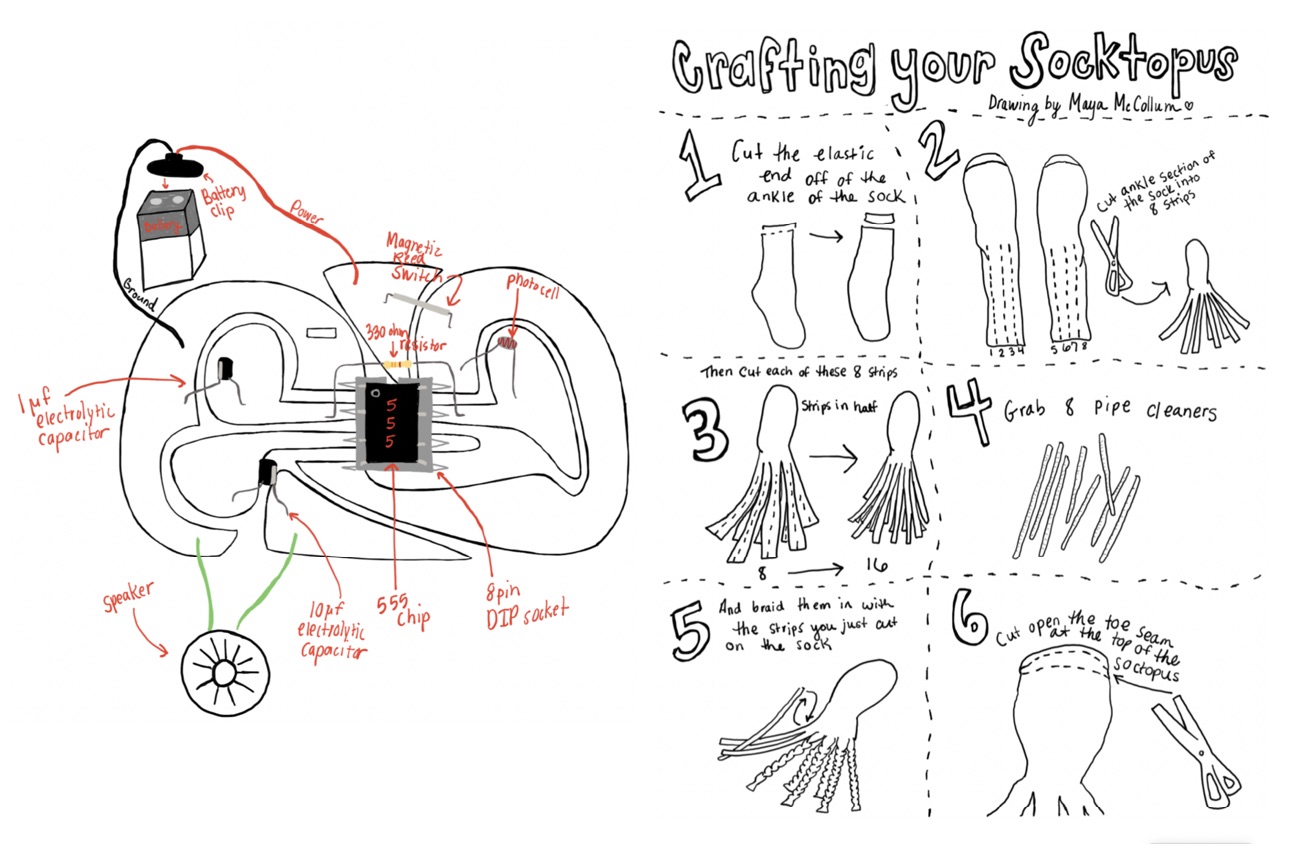 Battery
clip
battery
Power
Ground
Magnetic
Reed
Switch
photocell
330 ohm
resistor
1µf
electrolytic
capacitor
5
5
5
Speaker
10µf
electrolytic
capacitor
555
chip
8pin
DIP socket
Crafting your Socktopus
Drawing by Maya McCollum
1
Cut the elastic
end off of the
ankle of the sock
2
Cut ankle section of
the sock into
8 strips
1 2 3 4
5 6 7 8
3
Then cut each of these 8 strips
Strips in half
8
16
4
Grab 8 pipe cleaners
5
And braid them in with
the strips you just cut
on the sock
6
Cut open the toe seam
at the top of the
soctopus